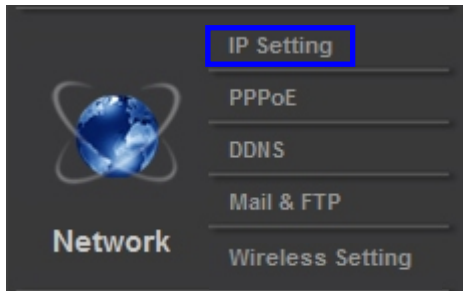 IP Setting
PPPoE
DDNS
Mail & FTP
Network
Wireless Setting